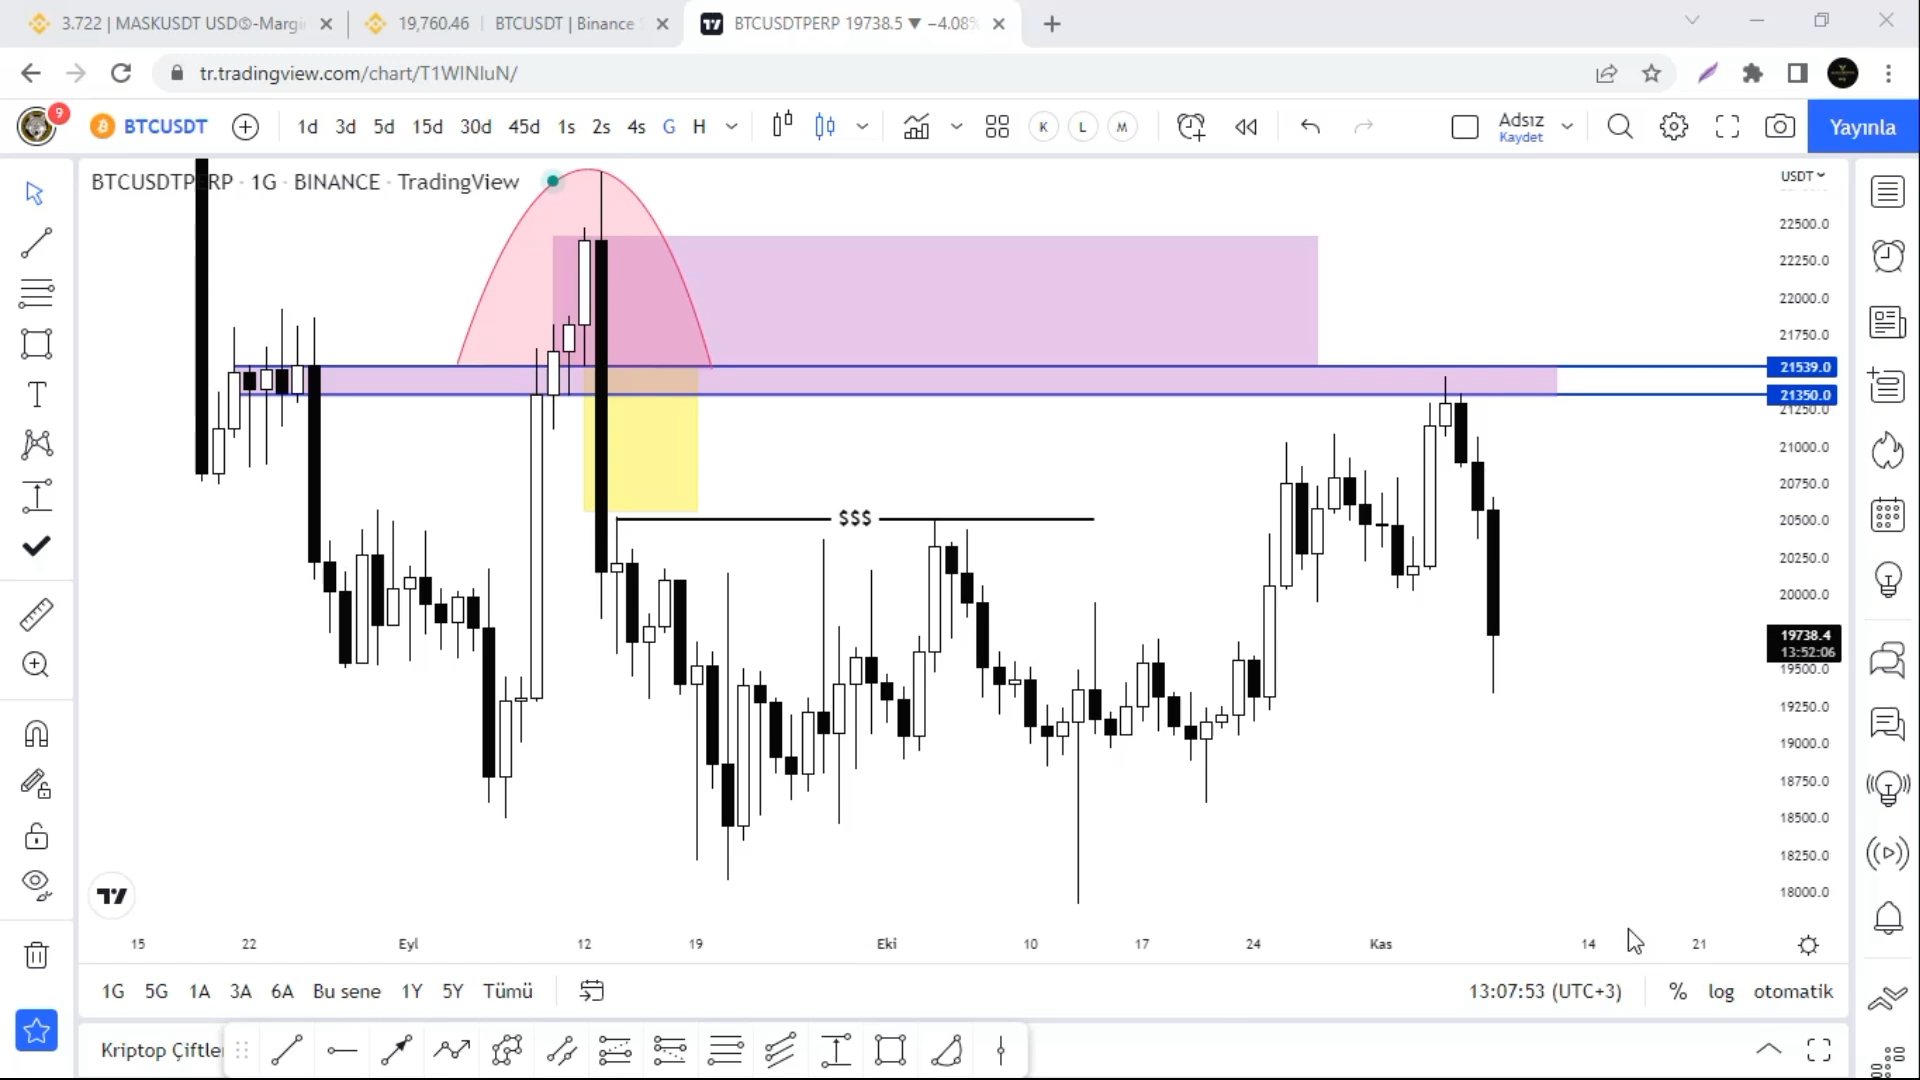 3.722 | MASKUSDT USD®-Margi
19,760.46 | BTCUSDT | Binance
BTCUSDTPERP 19738.5 ▼ −4.08%
tr.tradingview.com/chart/T1WINluN/
9
BTCUSDT
1d 3d 5d 15d 30d 45d 1s 2s 4s G H
K L M
Adsız
Kaydet
Yayınla
BTCUSDTPERP · 1G · BINANCE · TradingView
USDT
22500.0
22250.0
22000.0
21750.0
21539.0
21350.0
21250.0
21000.0
20750.0
$$$
20500.0
20250.0
20000.0
19738.4
13:52:06
19500.0
19250.0
19000.0
18750.0
18500.0
18250.0
18000.0
15 22 Eyl 12 19 Eki 10 17 24 Kas 14 21
1G 5G 1A 3A 6A Bu sene 1Y 5Y Tümü
13:07:53 (UTC+3) % log otomatik
Kriptop Çiftler